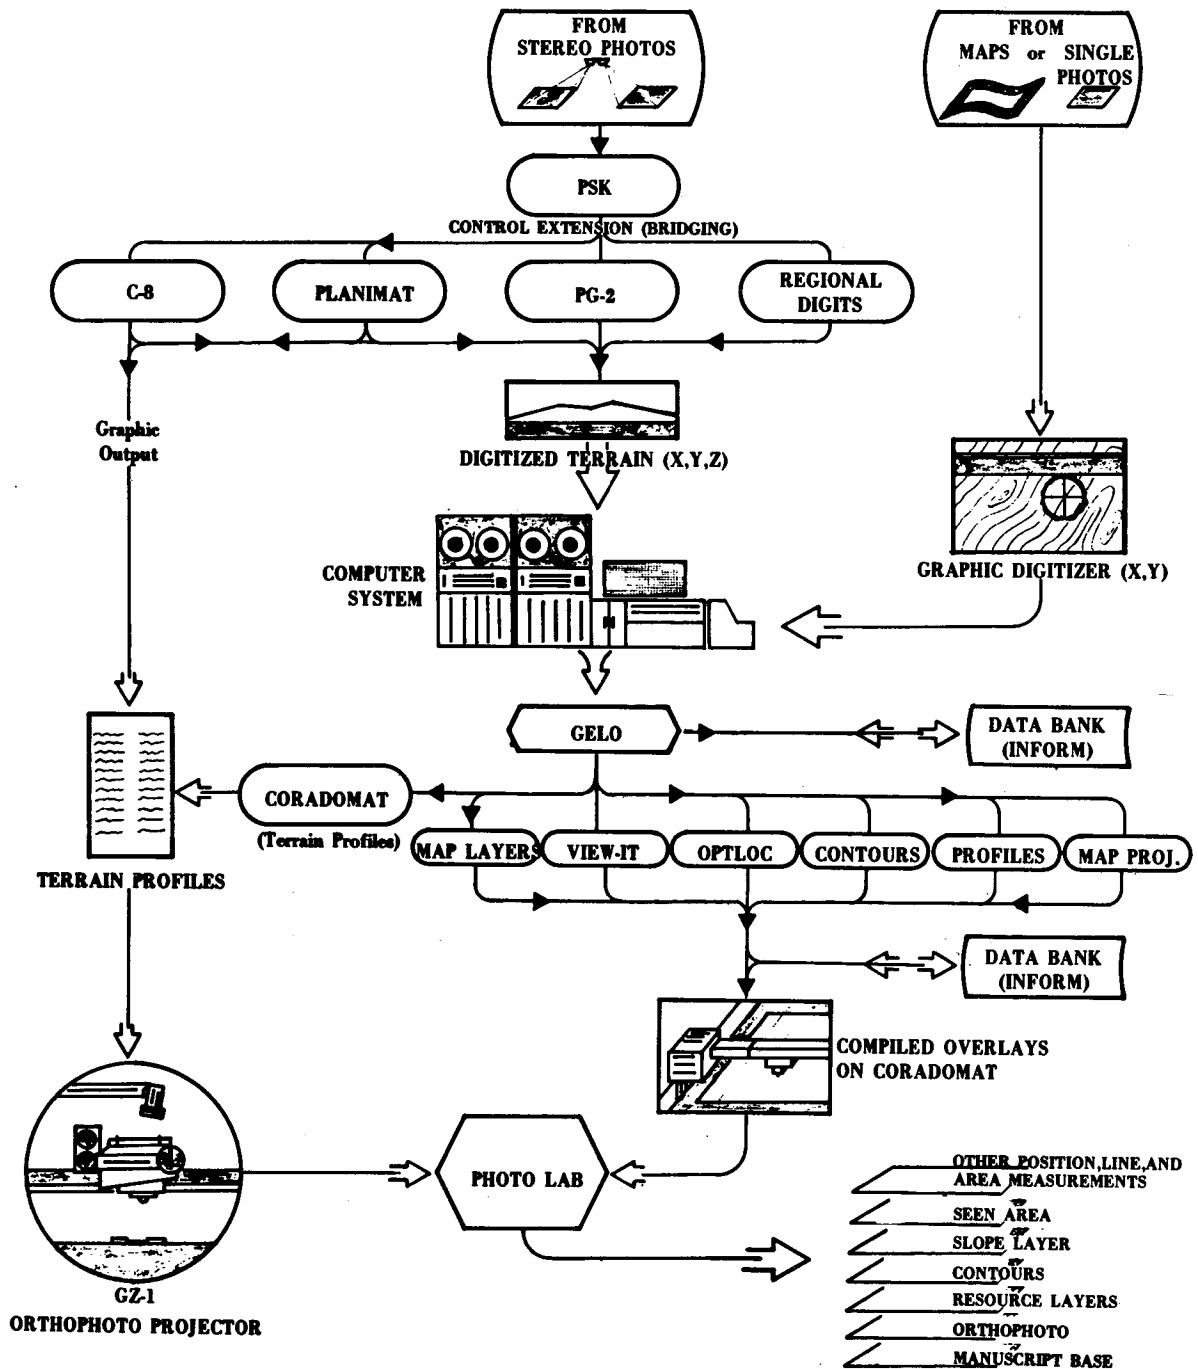 FROM
STEREO PHOTOS
FROM
MAPS or SINGLE
PHOTOS
PSK
CONTROL EXTENSION (BRIDGING)
C-8
PLANIMAT
PG-2
REGIONAL
DIGITS
Graphic
Output
DIGITIZED TERRAIN (X,Y,Z)
COMPUTER
SYSTEM
GRAPHIC DIGITIZER (X,Y)
GELO
DATA BANK
(INFORM)
CORADOMAT
(Terrain Profiles)
MAP LAYERS
VIEW-IT
OPTLOC
CONTOURS
PROFILES
MAP PROJ.
TERRAIN PROFILES
DATA BANK
(INFORM)
COMPILED OVERLAYS
ON CORADOMAT
PHOTO LAB
OTHER POSITION,LINE,AND
AREA MEASUREMENTS
SEEN AREA
SLOPE LAYER
CONTOURS
RESOURCE LAYERS
ORTHOPHOTO
MANUSCRIPT BASE
GZ-1
ORTHOPHOTO PROJECTOR